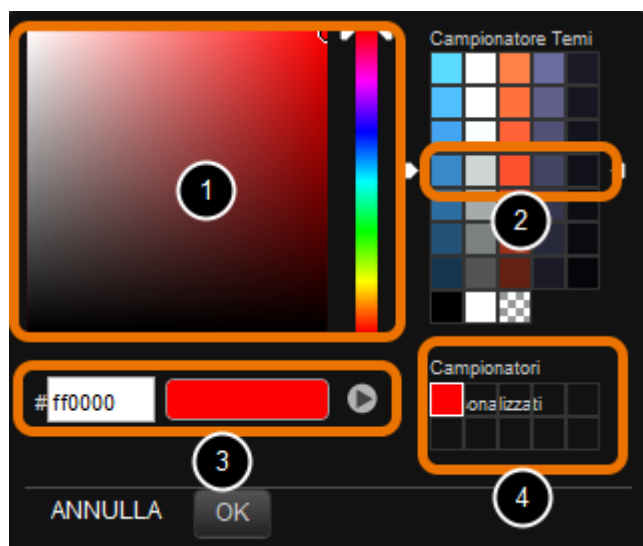 Campionatore Temi
1
2
Campionatori
#ff0000
onalizzati
3
4
ANNULLA
OK